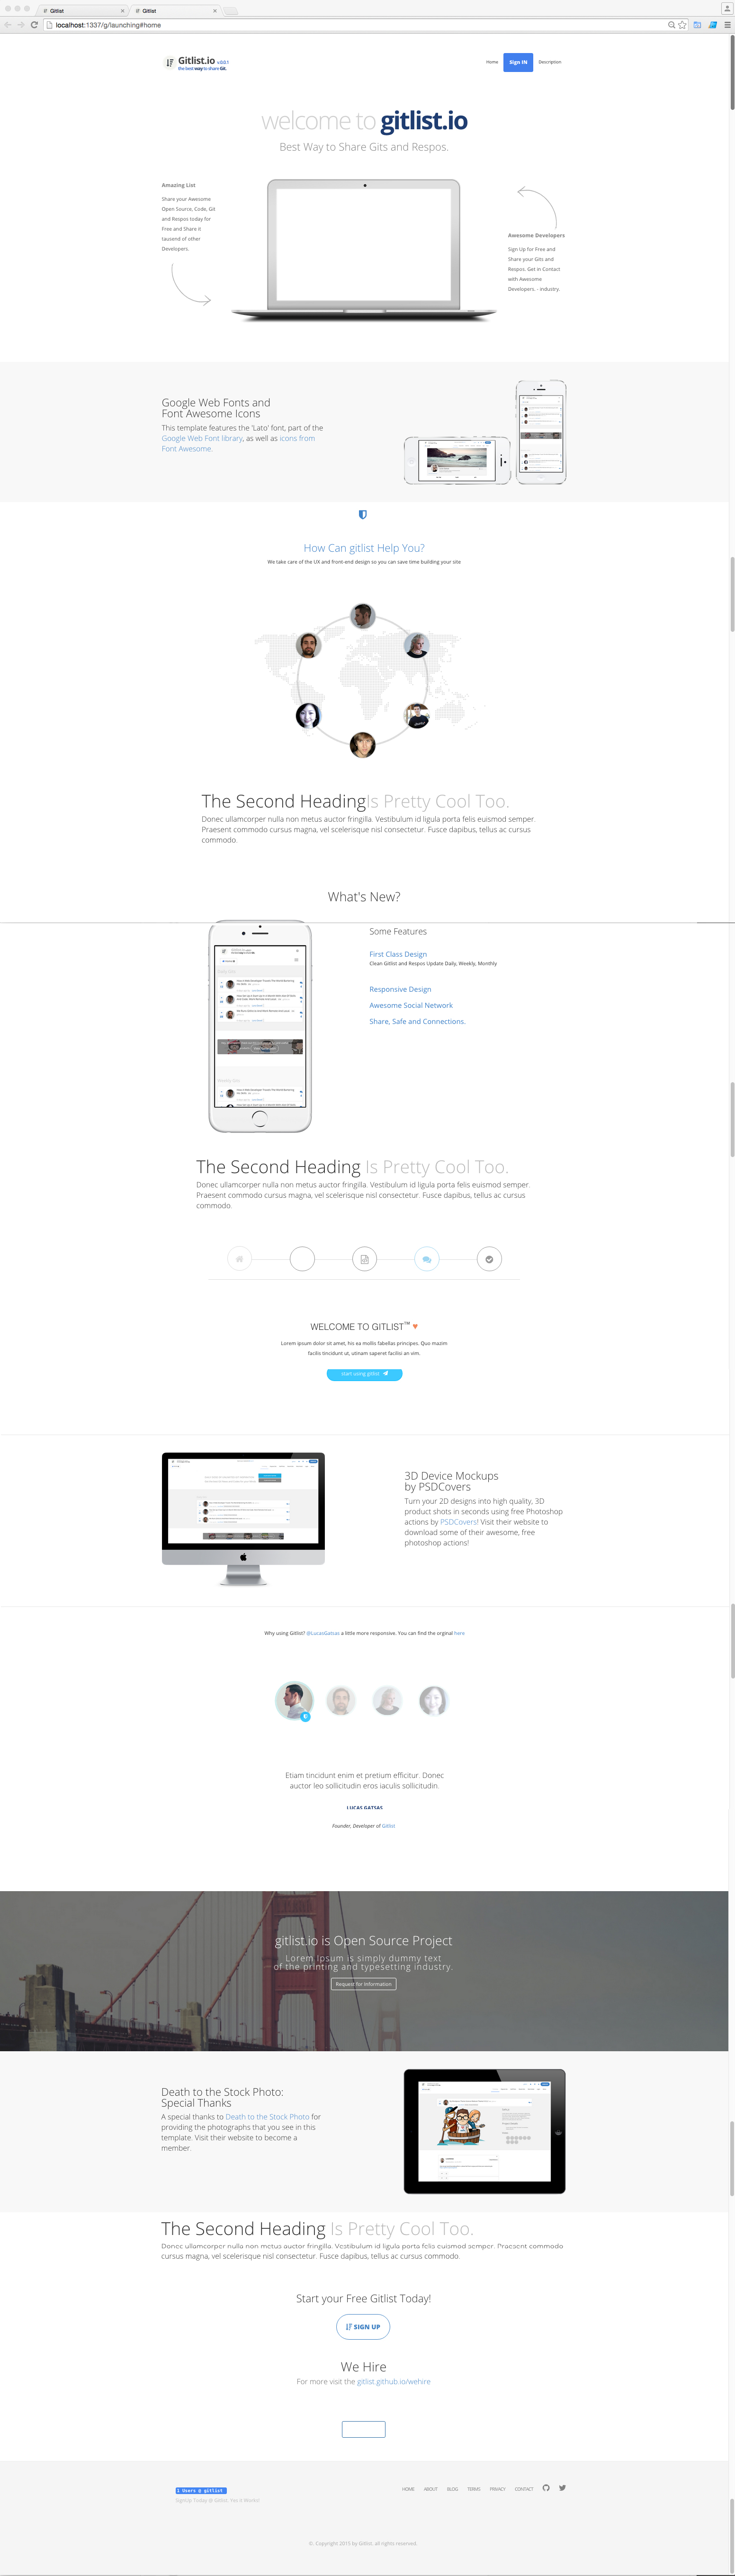 Gitlist
Gitlist
localhost:1337/g/launching#home
Gitlist.io v.0.0.1
the best way to share Git.
Home
Sign IN
Description
welcome to gitlist.io
Best Way to Share Gits and Respos.
Amazing List
Share your Awesome
Open Source, Code, Git
and Respos today for
Free and Share it
tausend of other
Developers.
Awesome Developers
Sign Up for Free and
Share your Gits and
Respos. Get in Contact
with Awesome
Developers. - industry.
Google Web Fonts and
Font Awesome Icons
This template features the 'Lato' font, part of the
Google Web Font library, as well as icons from
Font Awesome.
How Can gitlist Help You?
We take care of the UX and front-end design so you can save time building your site
The Second HeadingIs Pretty Cool Too.
Donec ullamcorper nulla non metus auctor fringilla. Vestibulum id ligula porta felis euismod semper.
Praesent commodo cursus magna, vel scelerisque nisl consectetur. Fusce dapibus, tellus ac cursus
commodo.
What's New?
Some Features
First Class Design
Clean Gitlist and Respos Update Daily, Weekly, Monthly
Responsive Design
Awesome Social Network
Share, Safe and Connections.
The Second Heading Is Pretty Cool Too.
Donec ullamcorper nulla non metus auctor fringilla. Vestibulum id ligula porta felis euismod semper.
Praesent commodo cursus magna, vel scelerisque nisl consectetur. Fusce dapibus, tellus ac cursus
commodo.
WELCOME TO GITLIST™ ♥
Lorem ipsum dolor sit amet, his ea mollis fabellas principes. Quo mazim
facilis tincidunt ut, utinam saperet facilisi an vim.
start using gitlist
3D Device Mockups
by PSDCovers
Turn your 2D designs into high quality, 3D
product shots in seconds using free Photoshop
actions by PSDCovers! Visit their website to
download some of their awesome, free
photoshop actions!
Why using Gitlist? @LucasGatsas a little more responsive. You can find the orginal here
Etiam tincidunt enim et pretium efficitur. Donec
auctor leo sollicitudin eros iaculis sollicitudin.
LUCAS GATSAS
Founder, Developer of Gitlist
gitlist.io is Open Source Project
Lorem Ipsum is simply dummy text
of the printing and typesetting industry.
Request for Information
Death to the Stock Photo:
Special Thanks
A special thanks to Death to the Stock Photo for
providing the photographs that you see in this
template. Visit their website to become a
member.
The Second Heading Is Pretty Cool Too.
Donec ullamcorper nulla non metus auctor fringilla. Vestibulum id ligula porta felis euismod semper. Praesent commodo
cursus magna, vel scelerisque nisl consectetur. Fusce dapibus, tellus ac cursus commodo.
Start your Free Gitlist Today!
SIGN UP
We Hire
For more visit the gitlist.github.io/wehire
1 Users @ gitlist
HOME
ABOUT
BLOG
TERMS
PRIVACY
CONTACT
SignUp Today @ Gitlist.
©. Copyright 2015 by Gitlist. all rights reserved.